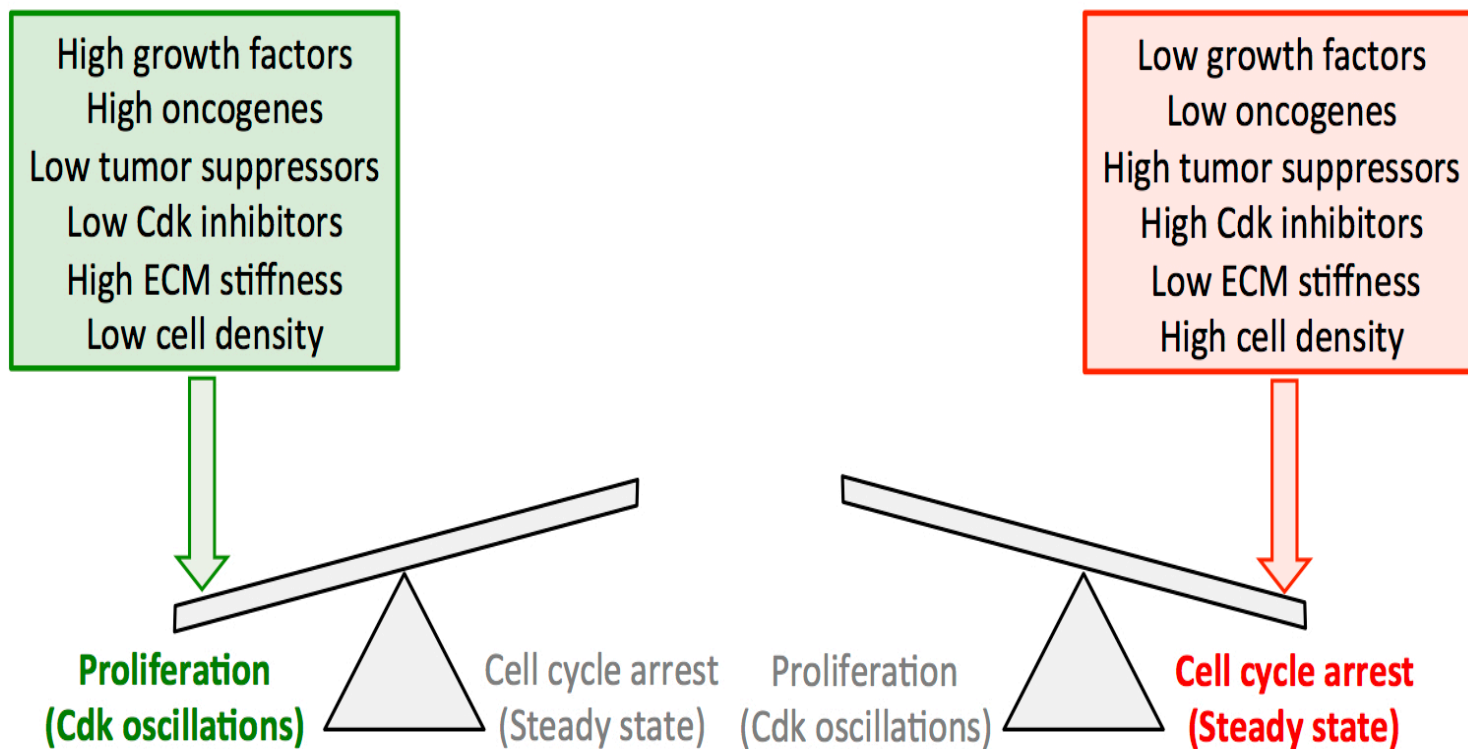 High growth factors
High oncogenes
Low tumor suppressors
Low Cdk inhibitors
High ECM stiffness
Low cell density
Low growth factors
Low oncogenes
High tumor suppressors
High Cdk inhibitors
Low ECM stiffness
High cell density
Proliferation
(Cdk oscillations)
Cell cycle arrest
(Steady state)
Proliferation
(Cdk oscillations)
Cell cycle arrest
(Steady state)